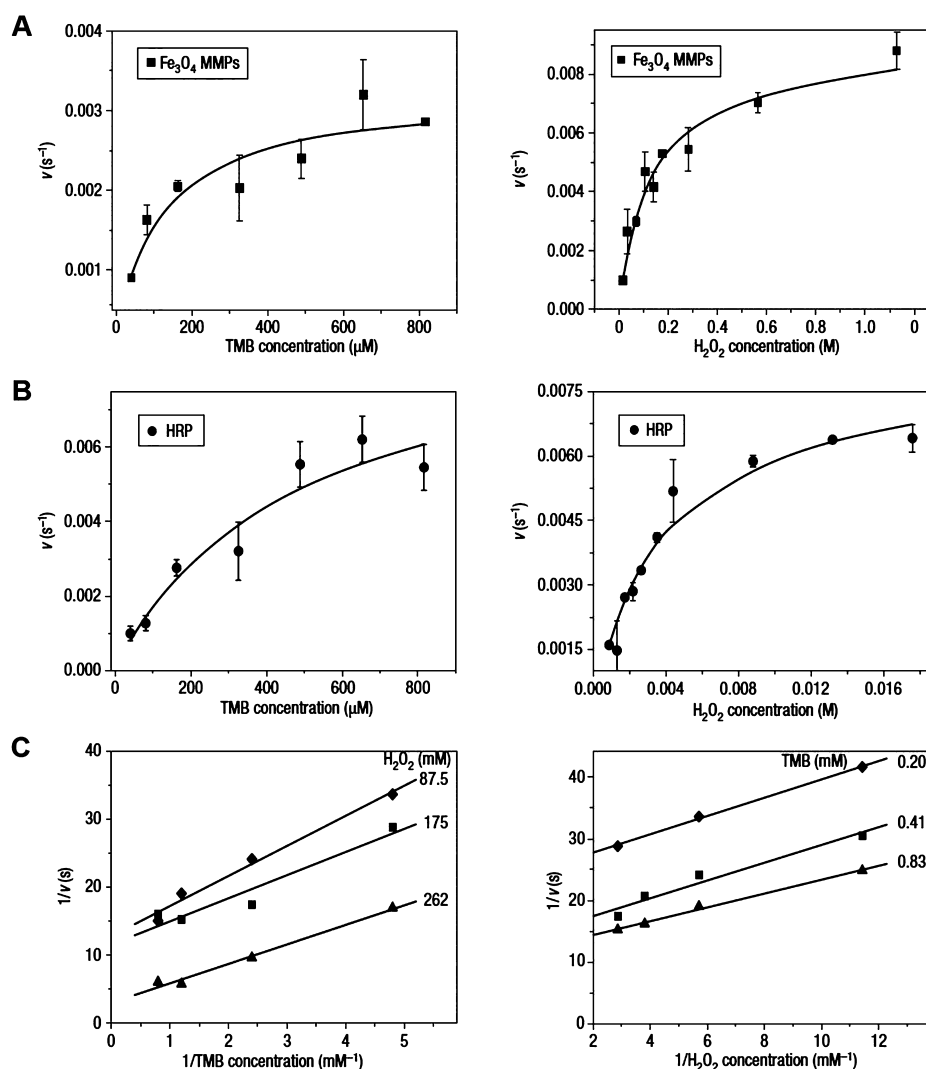 A
Fe₃O₄ MMPs
0.004
0.003
0.002
0.001
v (s⁻¹)
0 200 400 600 800
TMB concentration (μM)
Fe₃O₄ MMPs
0.008
0.006
0.004
0.002
0.000
v (s⁻¹)
0 0.2 0.6 1.0 0
H₂O₂ concentration (M)
B
HRP
0.006
0.004
0.002
0.000
v (s⁻¹)
0 200 400 600 800
TMB concentration (μM)
HRP
0.0075
0.0060
0.0045
0.0030
0.0015
v (s⁻¹)
0.000 0.004 0.008 0.012 0.016
H₂O₂ concentration (M)
C
H₂O₂ (mM)
87.5
175
262
40
30
20
10
0
1/v (s)
0 1 2 3 4 5
1/TMB concentration (mM⁻¹)
TMB (mM)
0.20
0.41
0.83
40
30
20
10
0
1/v (s)
2 4 6 8 10 12
1/H₂O₂ concentration (mM⁻¹)